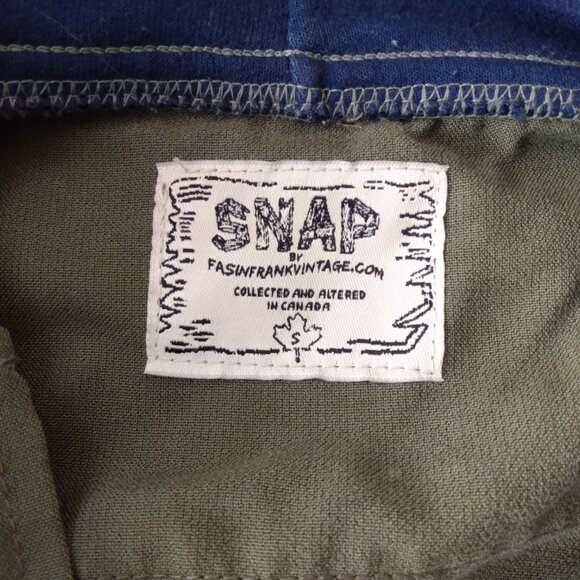 SNAP
BY
FASINFRANKVINTAGE.COM
COLLECTED AND ALTERED
IN CANADA
S